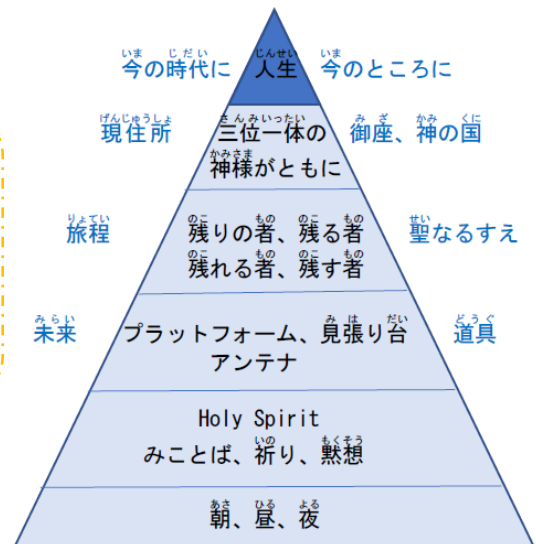 今の時代に 人生 今のところに
現住所 三位一体の 御座、神の国
神様がともに
旅程 残りの者、残る者 聖なるすえ
残れる者、残す者
未来 プラットフォーム、見張り台 道具
アンテナ
Holy Spirit
みことば、祈り、黙想
朝、昼、夜